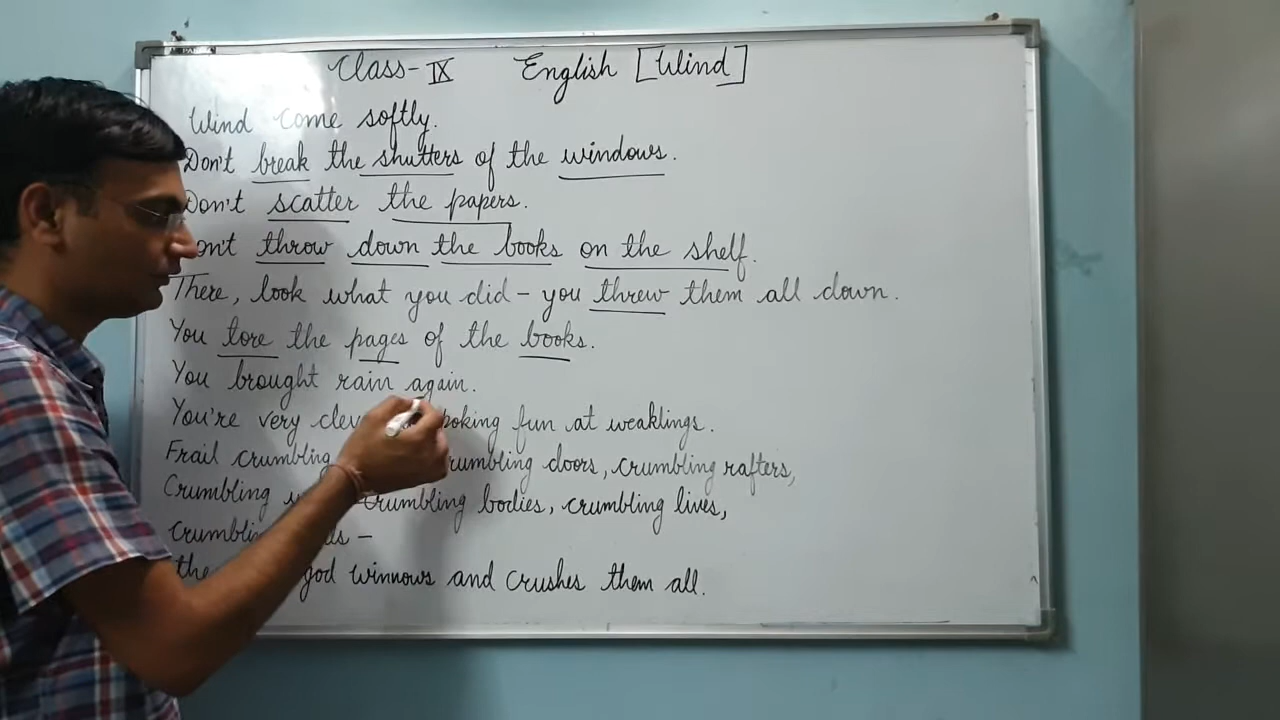 Class-IX English [Wind]
Wind come softly.
Don't break the shutters of the windows.
Don't scatter the papers.
throw down the books on the shelf.
There, look what you did - you threw them all down.
You tore the pages of the books.
You brought rain again.
You're very poking fun at weaklings.
Frail crumbling doors, crumbling rafters,
Crumbling crumbling bodies, crumbling lives,
-
god winnows and crushes them all.